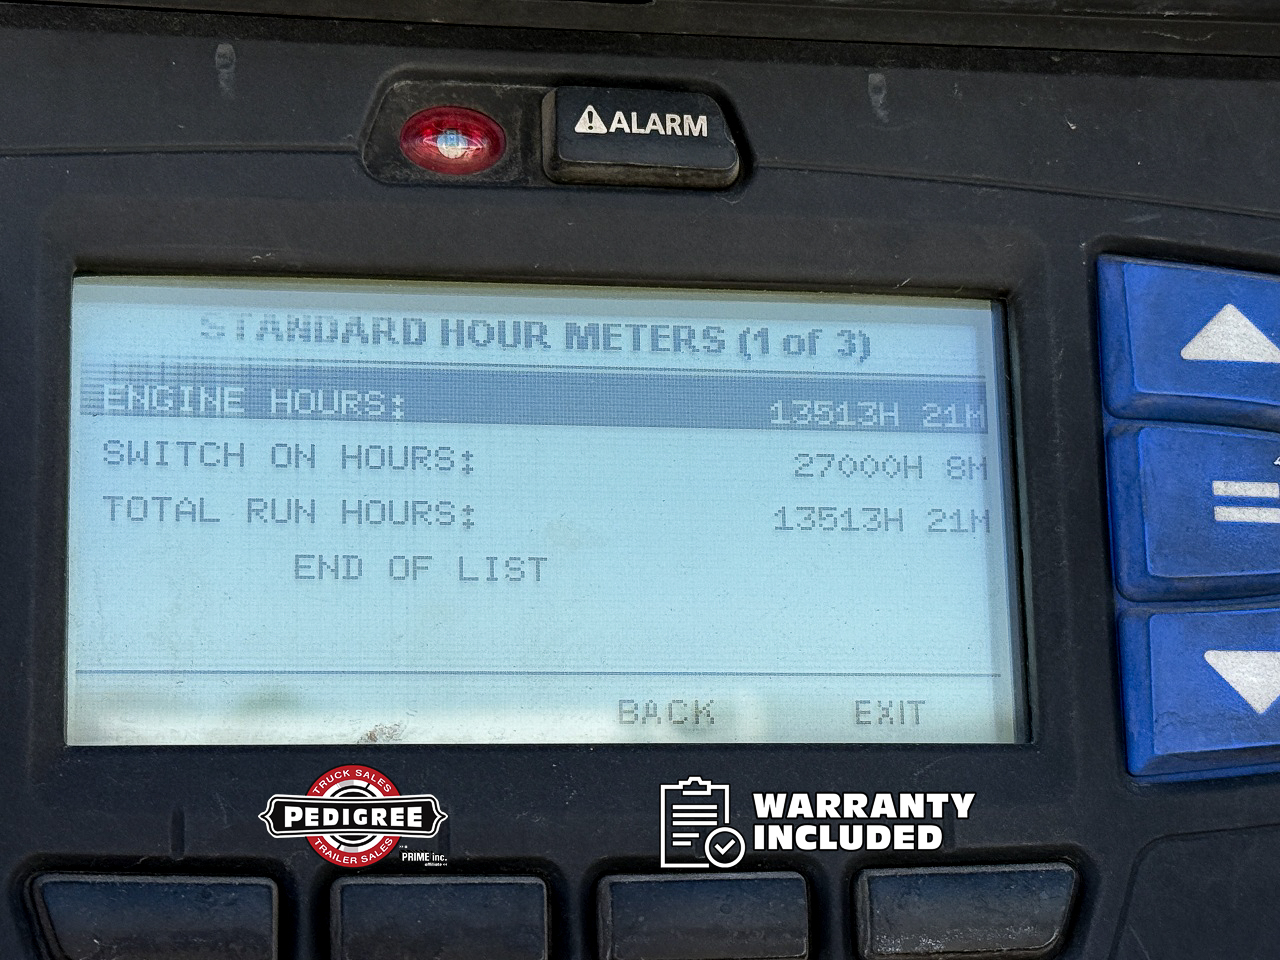 ALARM
STANDARD HOUR METERS (1 of 3)
ENGINE HOURS: 13513H 21M
SWITCH ON HOURS: 27000H 8M
TOTAL RUN HOURS: 13513H 21M
END OF LIST
BACK EXIT
TRUCK SALES
PEDIGREE
TRAILER SALES
PRIME inc.
affiliate
WARRANTY
INCLUDED